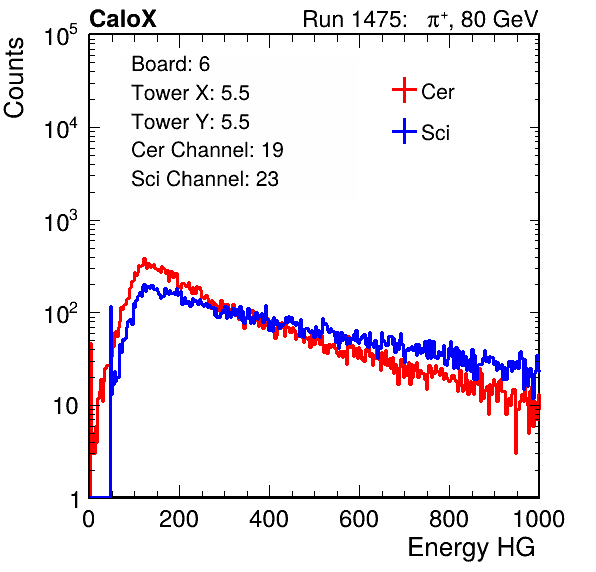 CaloX Run 1475: π⁺, 80 GeV
Counts
10⁵
10⁴
10³
10²
10
1
Board: 6
Tower X: 5.5
Tower Y: 5.5
Cer Channel: 19
Sci Channel: 23
Cer
Sci
0 200 400 600 800 1000
Energy HG